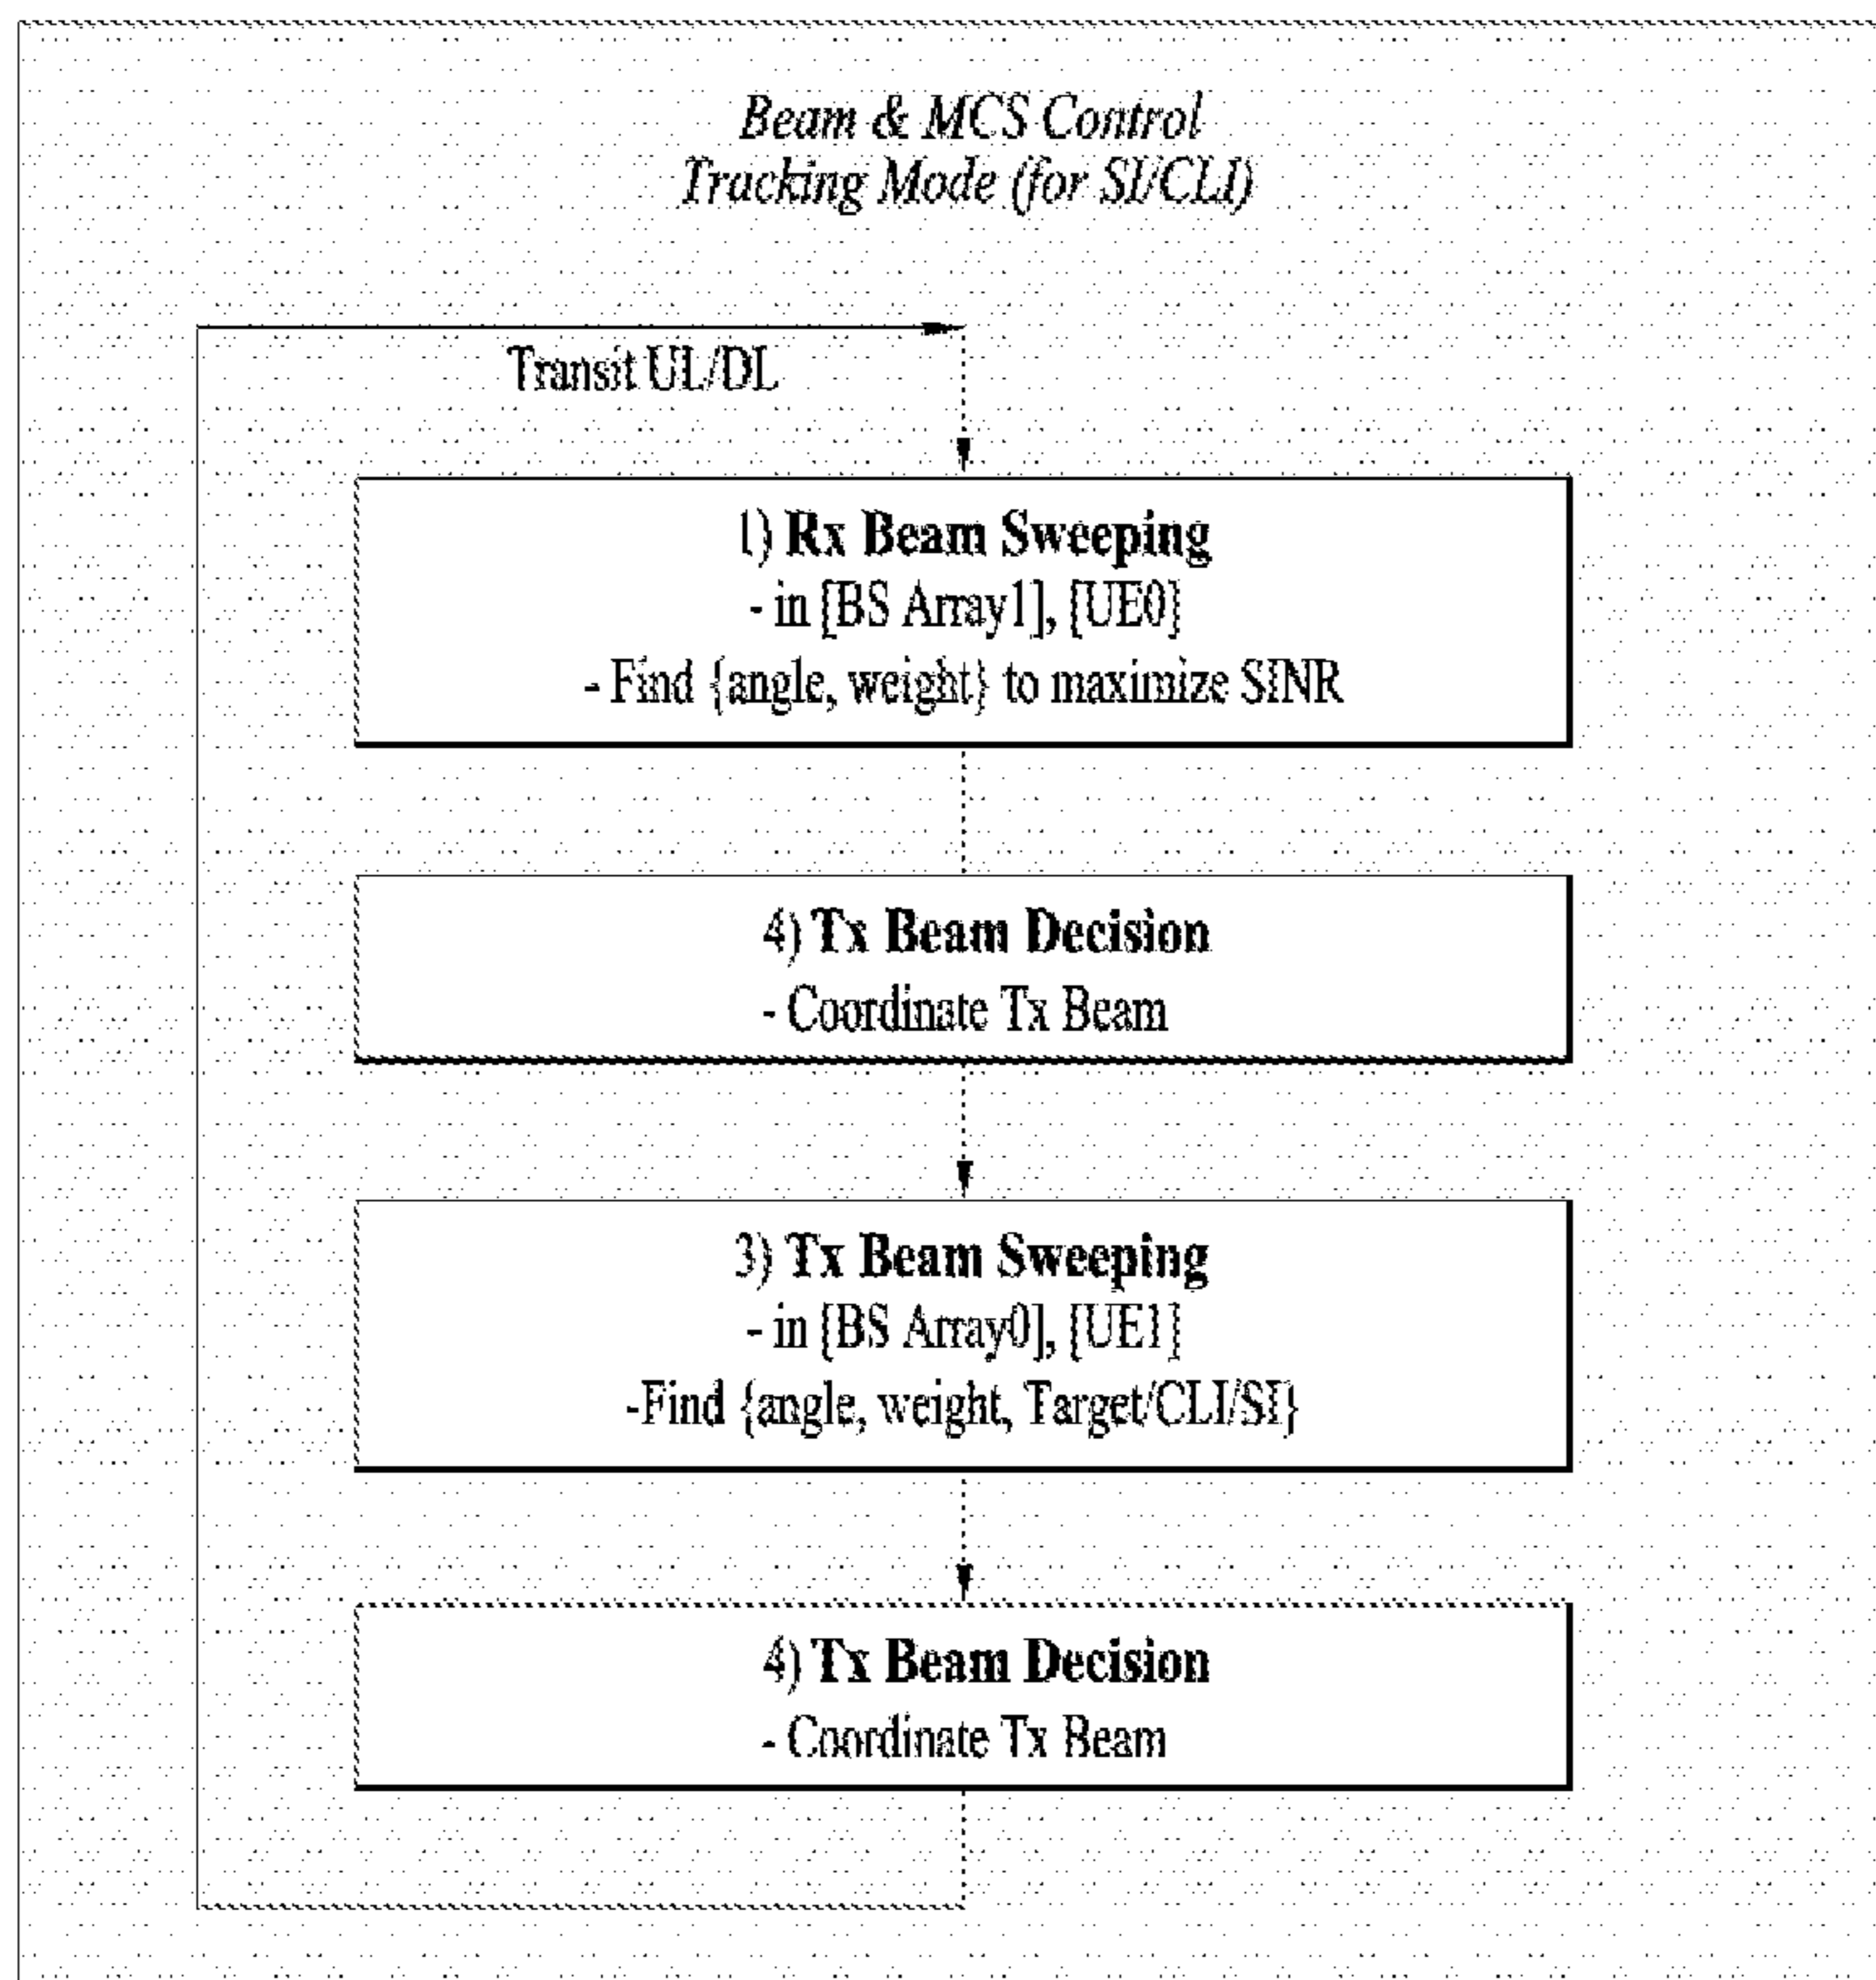 Beam & MCS Control
Tracking Mode (for SI/CLI)
Transit UL/DL
1) Rx Beam Sweeping
- in [BS Array1], [UE0]
- Find {angle, weight} to maximize SINR
4) Tx Beam Decision
- Coordinate Tx Beam
3) Tx Beam Sweeping
- in [BS Array0], [UE1]
-Find {angle, weight, Target/CLI/SI}
4) Tx Beam Decision
- Coordinate Tx Beam